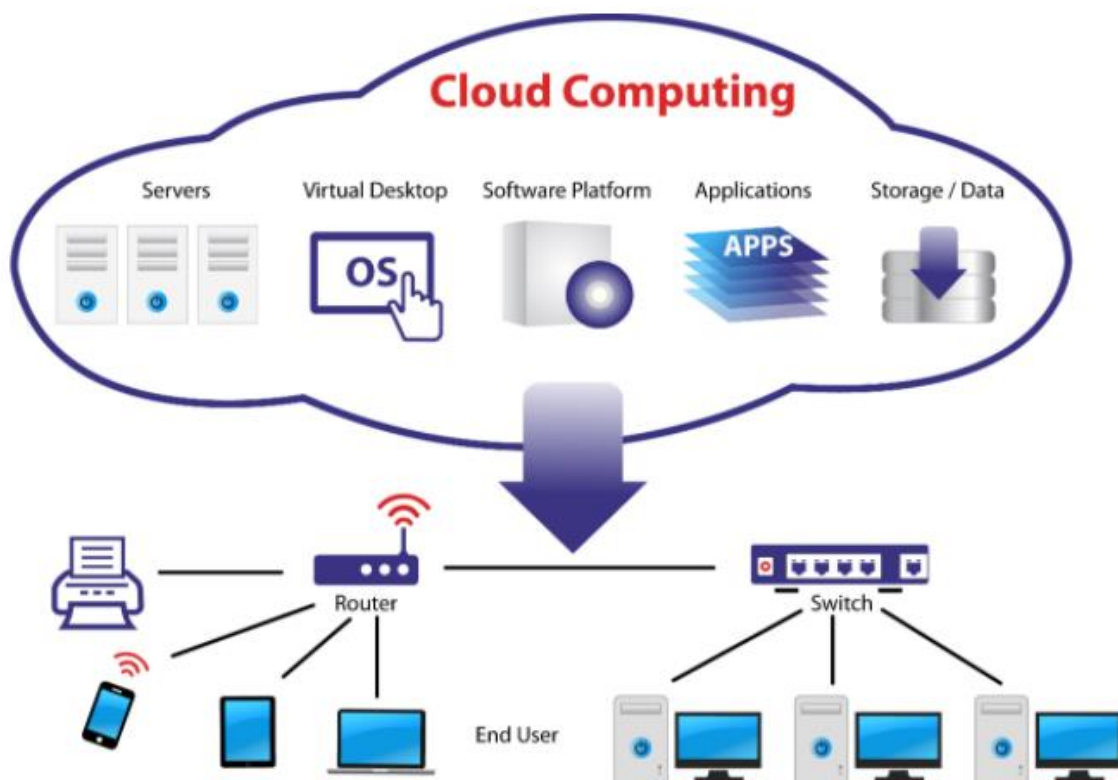 Cloud Computing
Servers
Virtual Desktop
Software Platform
Applications
Storage / Data
OS
APPS
Router
Switch
End User